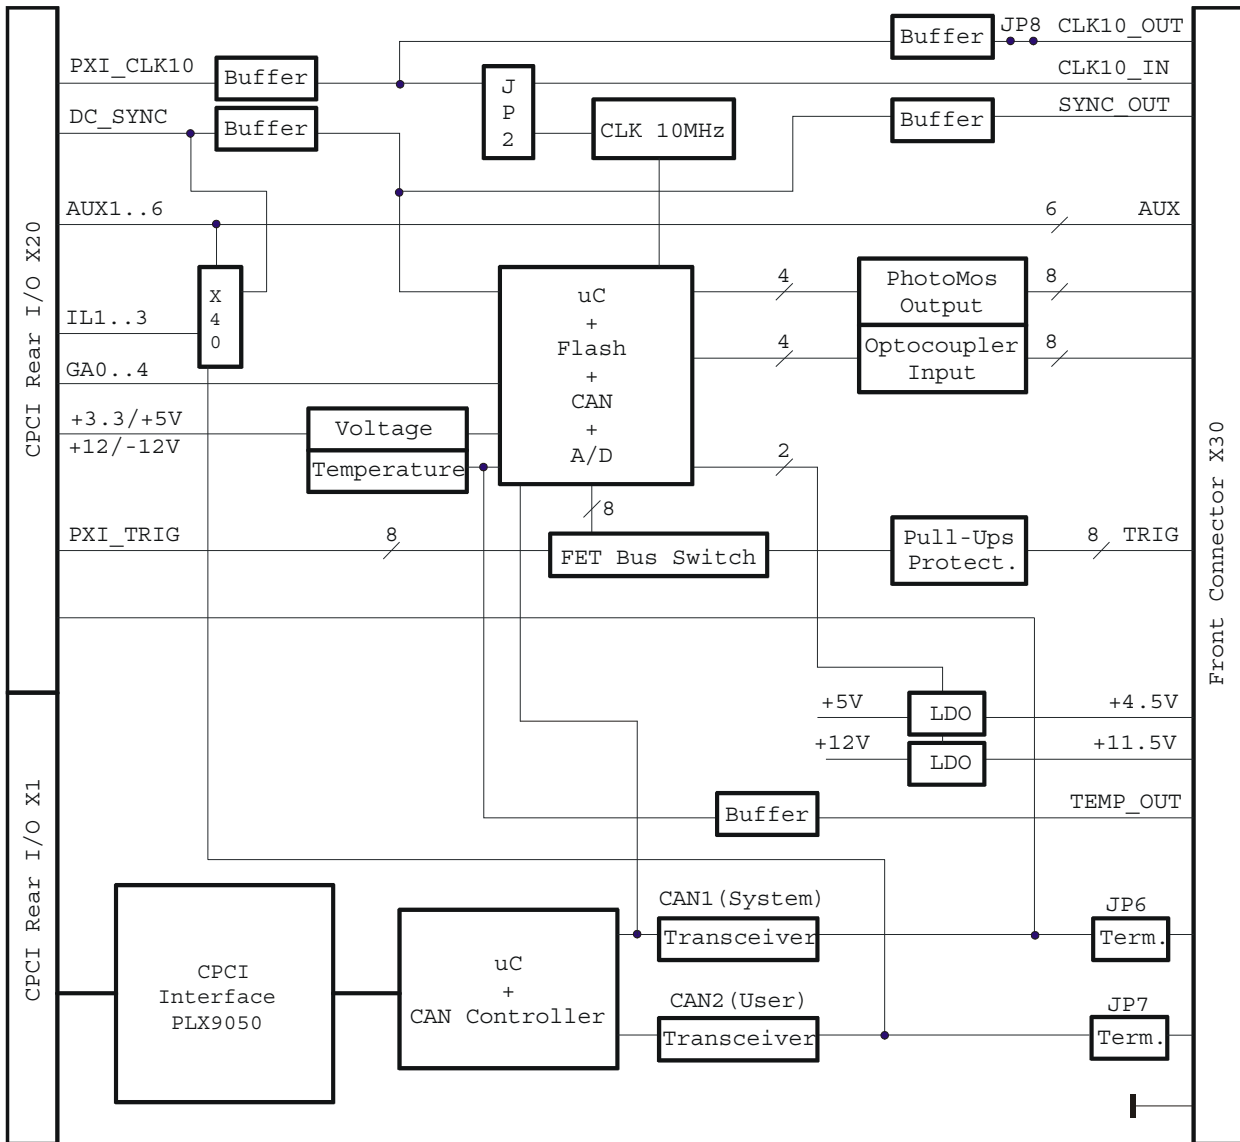 JP8
CLK10_OUT
Buffer
PXI_CLK10
Buffer
J
P
2
CLK10_IN
DC_SYNC
Buffer
CLK 10MHz
Buffer
SYNC_OUT
AUX1..6
6
AUX
CPCI Rear I/O X20
X
4
0
uC
+
Flash
+
CAN
+
A/D
4
PhotoMos
Output
8
IL1..3
4
Optocoupler
Input
8
GA0..4
+3.3/+5V
+12/-12V
Voltage
Temperature
2
Front Connector X30
8
PXI_TRIG
8
FET Bus Switch
Pull-Ups
Protect.
8
TRIG
+5V
LDO
+4.5V
+12V
LDO
+11.5V
Buffer
TEMP_OUT
CPCI Rear I/O X1
CPCI
Interface
PLX9050
uC
+
CAN Controller
CAN1(System)
Transceiver
JP6
Term.
CAN2(User)
Transceiver
JP7
Term.